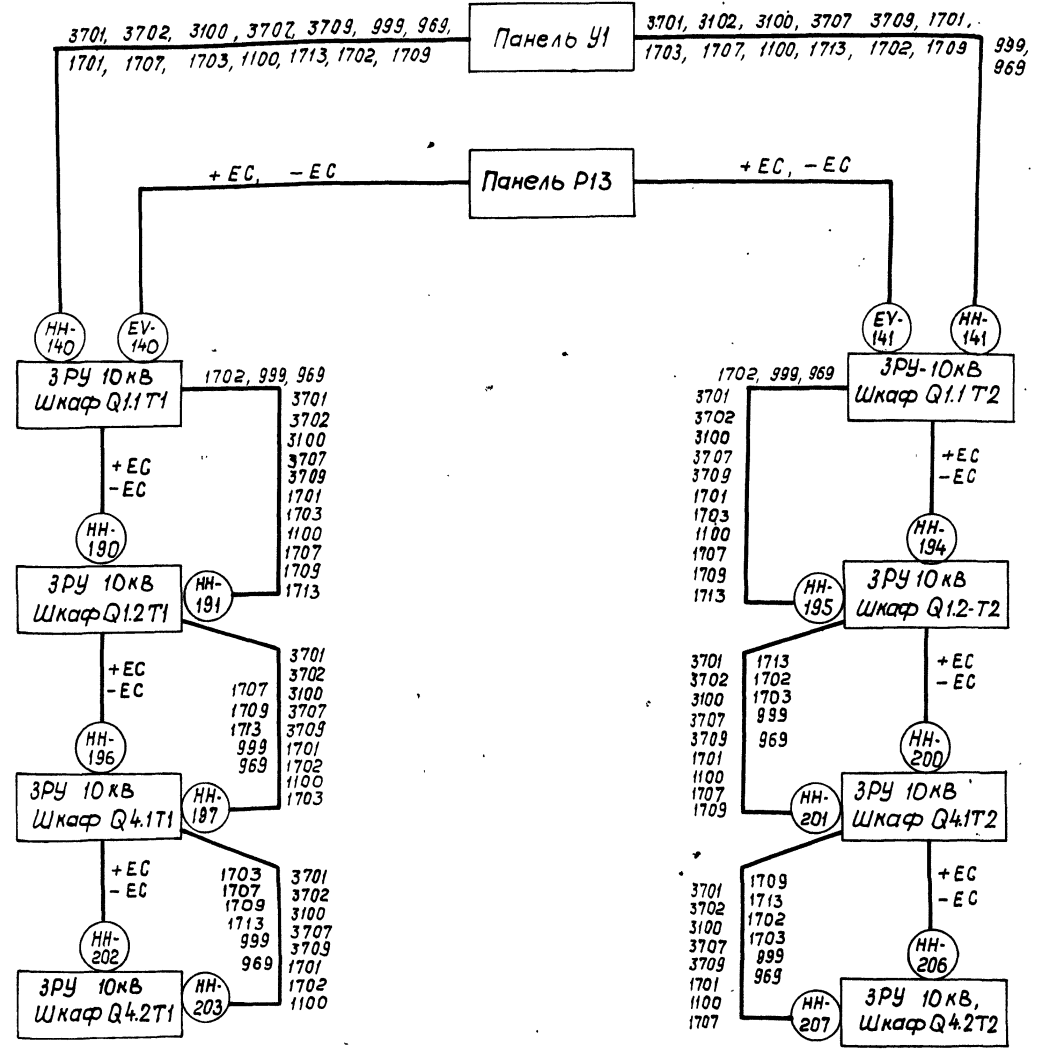 3701, 3702, 3100, 3707, 3709, 999, 969,
1701, 1707, 1703, 1100, 1713, 1702, 1709
Панель У1
3701, 3102, 3100, 3707 3709, 1701,
1703, 1707, 1100, 1713, 1702, 1709
999,
969
+ЕС, -ЕС
Панель Р13
+ЕС, -ЕС
НН-
140
EV-
140
EV-
141
НН-
141
ЗРУ 10кВ
Шкаф Q1.1Т1
1702, 999, 969
3701
3702
3100
3707
3709
1701
1703
1100
1707
1709
1713
+ЕС
-ЕС
НН-
190
ЗРУ 10кВ
Шкаф Q1.2Т1
НН-
191
+ЕС
-ЕС
1707
1709
1713
999
969
3701
3702
3100
3707
3709
1701
1702
1100
1703
НН-
196
ЗРУ 10кВ
Шкаф Q4.1Т1
НН-
197
+ЕС
-ЕС
1703
1707
1709
1713
999
969
3701
3702
3100
3707
3709
1701
1702
1100
НН-
202
ЗРУ 10кВ
Шкаф Q4.2Т1
НН-
203
1702, 999, 969
3701
3702
3100
3707
3709
1701
1703
1100
1707
1709
1713
ЗРУ-10кВ
Шкаф Q1.1Т2
+ЕС
-ЕС
НН-
194
НН-
195
ЗРУ 10кВ
Шкаф Q1.2-Т2
3701
3702
3100
3707
3709
1701
1100
1707
1709
1713
1702
1703
999
969
+ЕС
-ЕС
НН-
200
НН-
201
ЗРУ 10кВ
Шкаф Q4.1Т2
3701
3702
3100
3707
3709
1701
1100
1707
1709
1713
1702
1703
999
969
+ЕС
-ЕС
НН-
206
НН-
207
ЗРУ 10кВ,
Шкаф Q4.2Т2